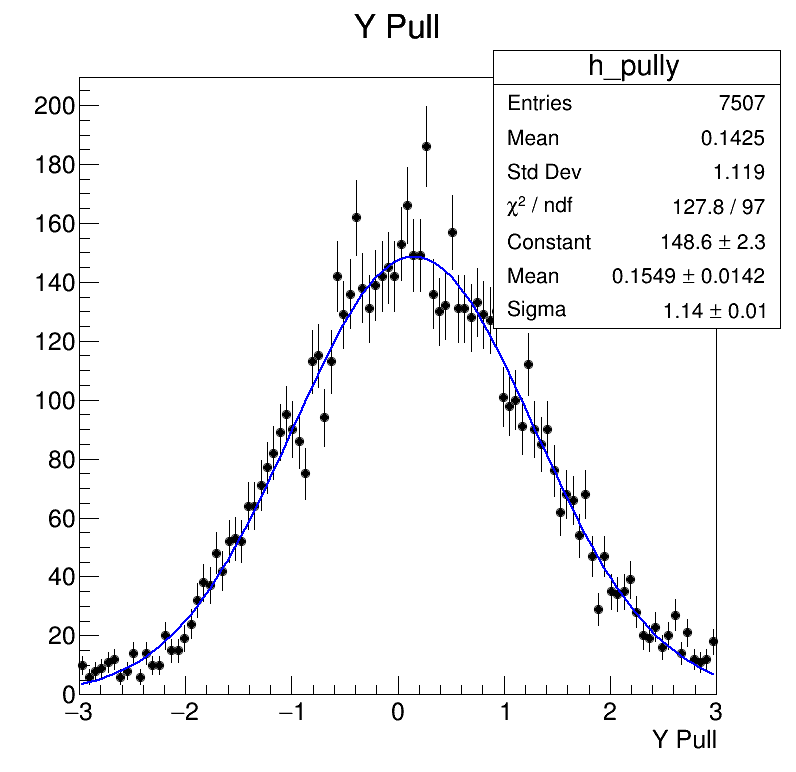 Y Pull
h_pully
Entries 7507
Mean 0.1425
Std Dev 1.119
χ² / ndf 127.8 / 97
Constant 148.6 ± 2.3
Mean 0.1549 ± 0.0142
Sigma 1.14 ± 0.01
200
180
160
140
120
100
80
60
40
20
0
−3 −2 −1 0 1 2 3
Y Pull